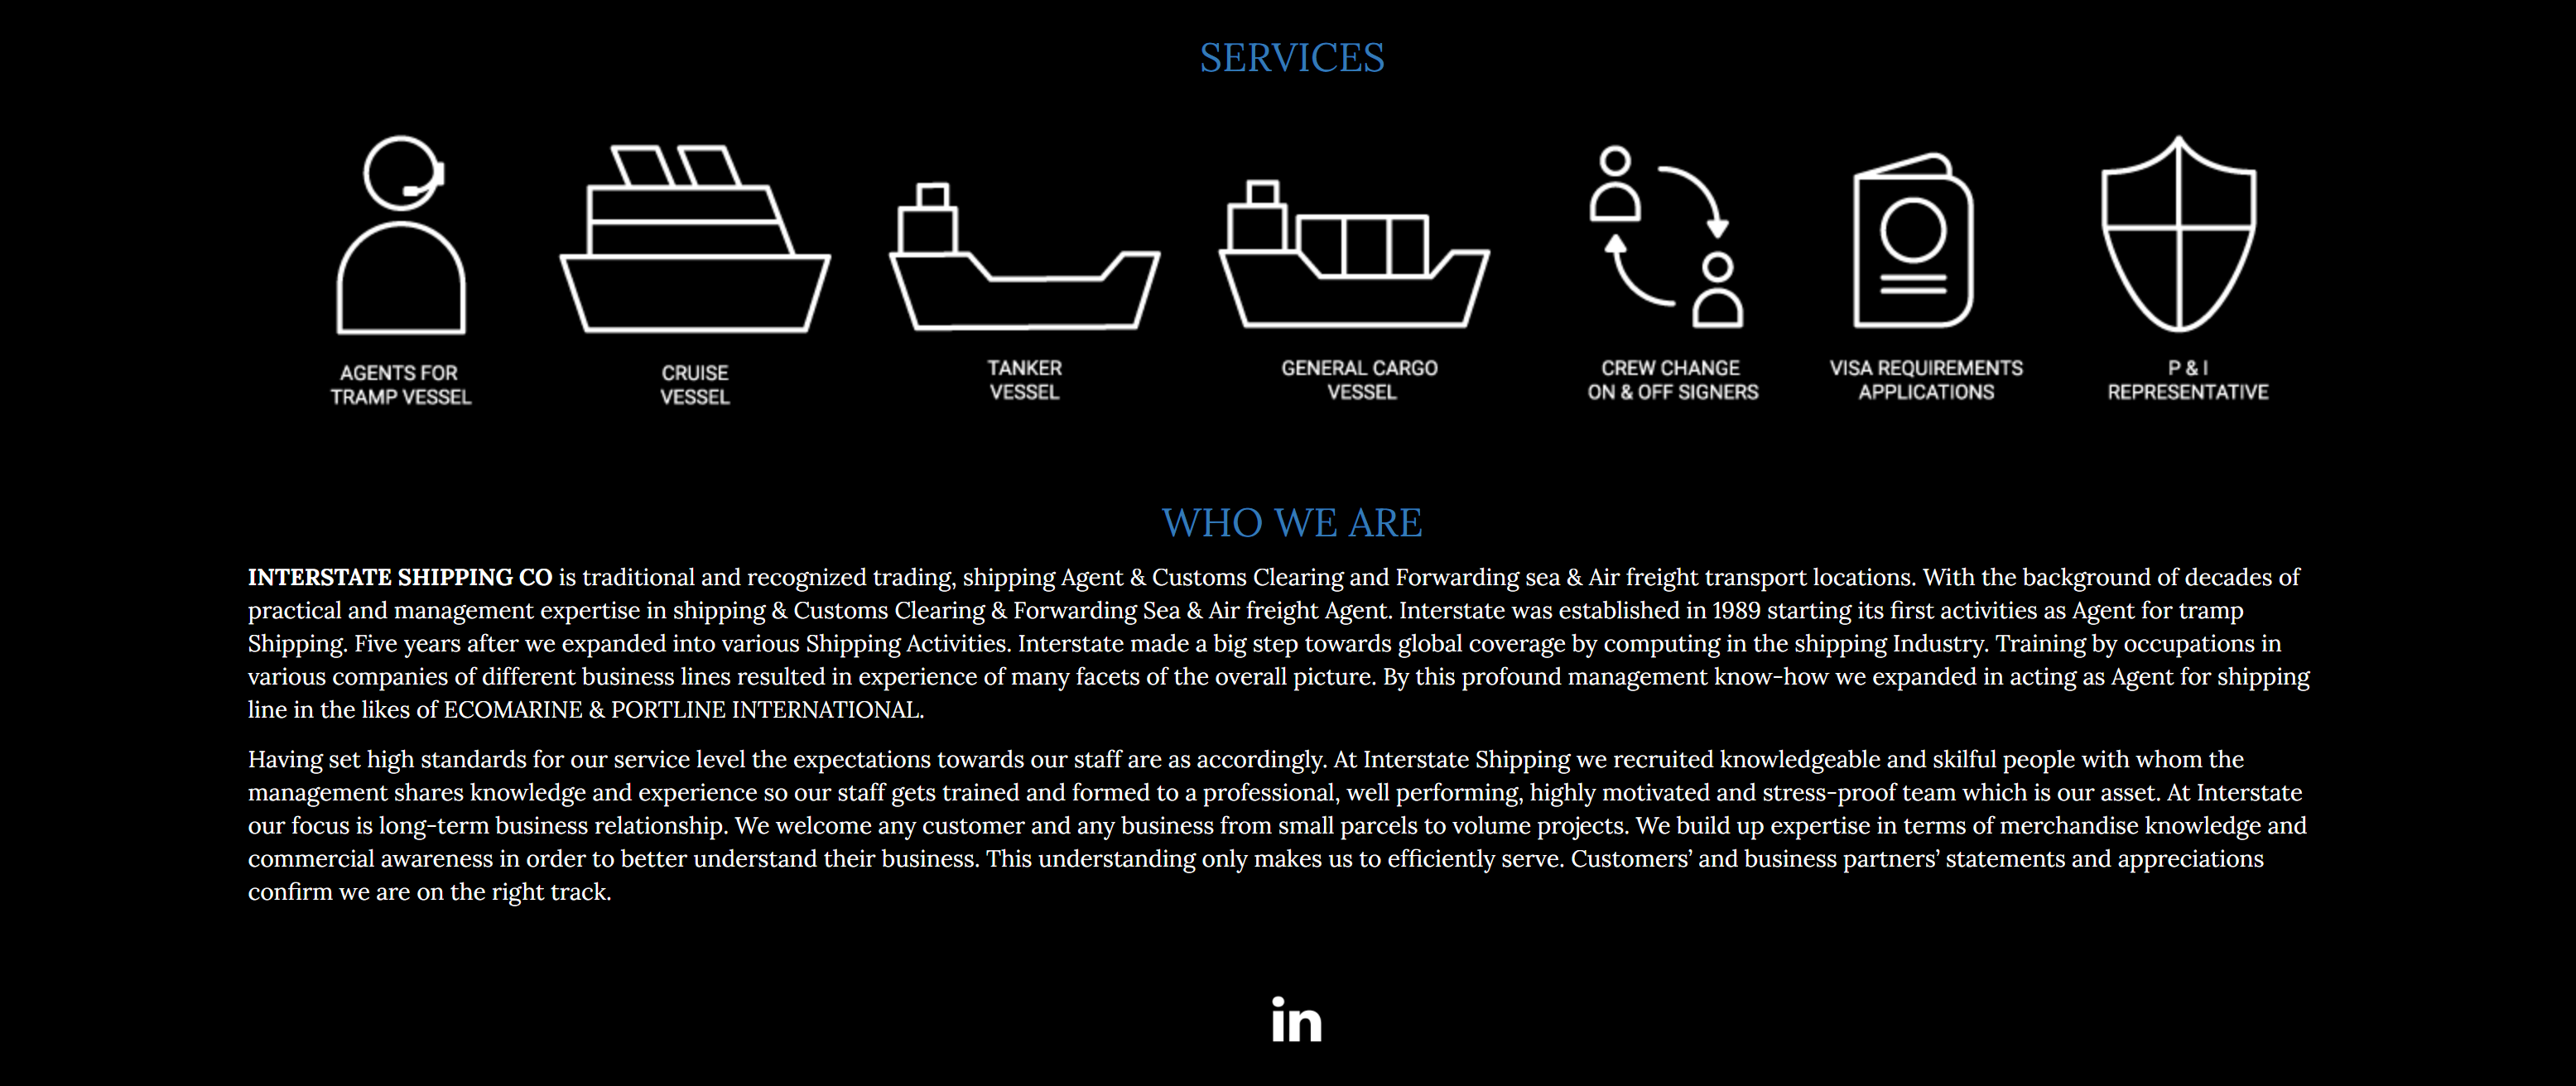 SERVICES
AGENTS FOR
TRAMP VESSEL
CRUISE
VESSEL
TANKER
VESSEL
GENERAL CARGO
VESSEL
CREW CHANGE
ON & OFF SIGNERS
VISA REQUIREMENTS
APPLICATIONS
P & I
REPRESENTATIVE
WHO WE ARE
INTERSTATE SHIPPING CO is traditional and recognized trading, shipping Agent & Customs Clearing and Forwarding sea & Air freight transport locations. With the background of decades of
practical and management expertise in shipping & Customs Clearing & Forwarding Sea & Air freight Agent. Interstate was established in 1989 starting its first activities as Agent for tramp
Shipping. Five years after we expanded into various Shipping Activities. Interstate made a big step towards global coverage by computing in the shipping Industry. Training by occupations in
various companies of different business lines resulted in experience of many facets of the overall picture. By this profound management know-how we expanded in acting as Agent for shipping
line in the likes of ECOMARINE & PORTLINE INTERNATIONAL.
Having set high standards for our service level the expectations towards our staff are as accordingly. At Interstate Shipping we recruited knowledgeable and skilful people with whom the
management shares knowledge and experience so our staff gets trained and formed to a professional, well performing, highly motivated and stress-proof team which is our asset. At Interstate
our focus is long-term business relationship. We welcome any customer and any business from small parcels to volume projects. We build up expertise in terms of merchandise knowledge and
commercial awareness in order to better understand their business. This understanding only makes us to efficiently serve. Customers’ and business partners’ statements and appreciations
confirm we are on the right track.
in